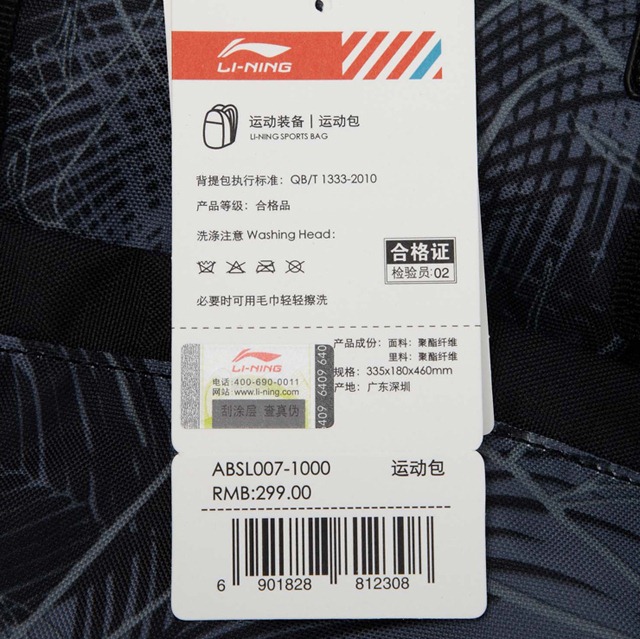 LI-NING
运动装备 | 运动包
LI-NING SPORTS BAG
背提包执行标准：QB/T 1333-2010
产品等级：合格品
洗涤注意 Washing Head：
合格证
检验员:02
必要时可用毛巾轻轻擦洗
产品成份：面料：聚酯纤维
里料：聚酯纤维
规格：335x180x460mm
产地：广东深圳
LI-NING
电话:400-690-0011
网站:www.li-ning.com
刮涂层 查真伪
6409 6409 640
ABSL007-1000 运动包
RMB:299.00
6 901828 812308